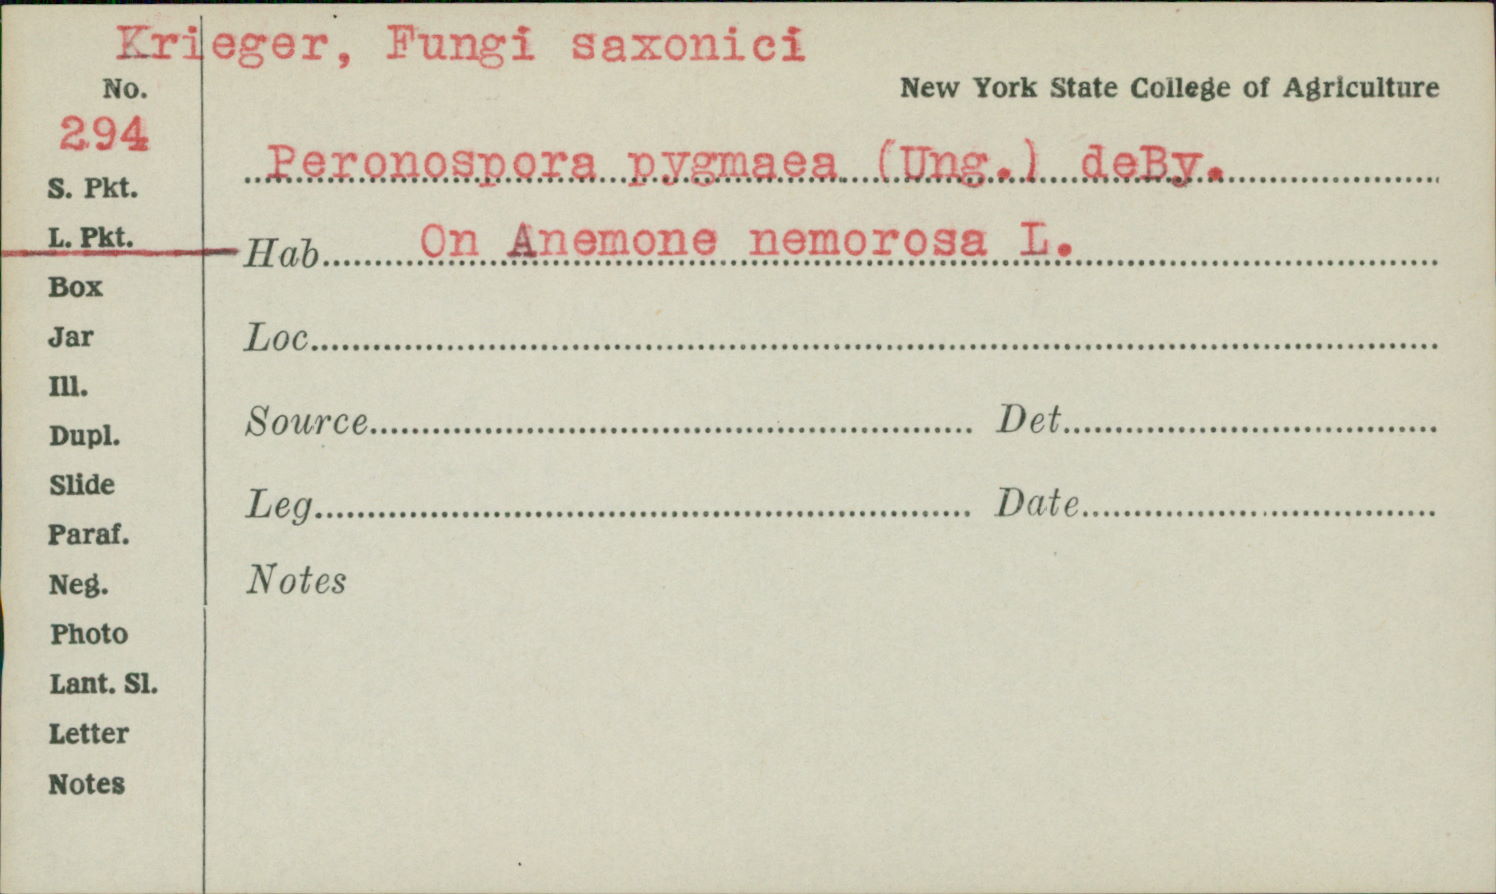 Krieger, Fungi saxonici
New York State College of Agriculture
No.
294
Peronospora pygmaea (Ung.) deBy.
S. Pkt.
L. Pkt.
Hab. On Anemone nemorosa L.
Box
Jar
Loc.
Ill.
Dupl.
Source Det.
Slide
Leg. Date
Paraf.
Neg.
Notes
Photo
Lant. Sl.
Letter
Notes